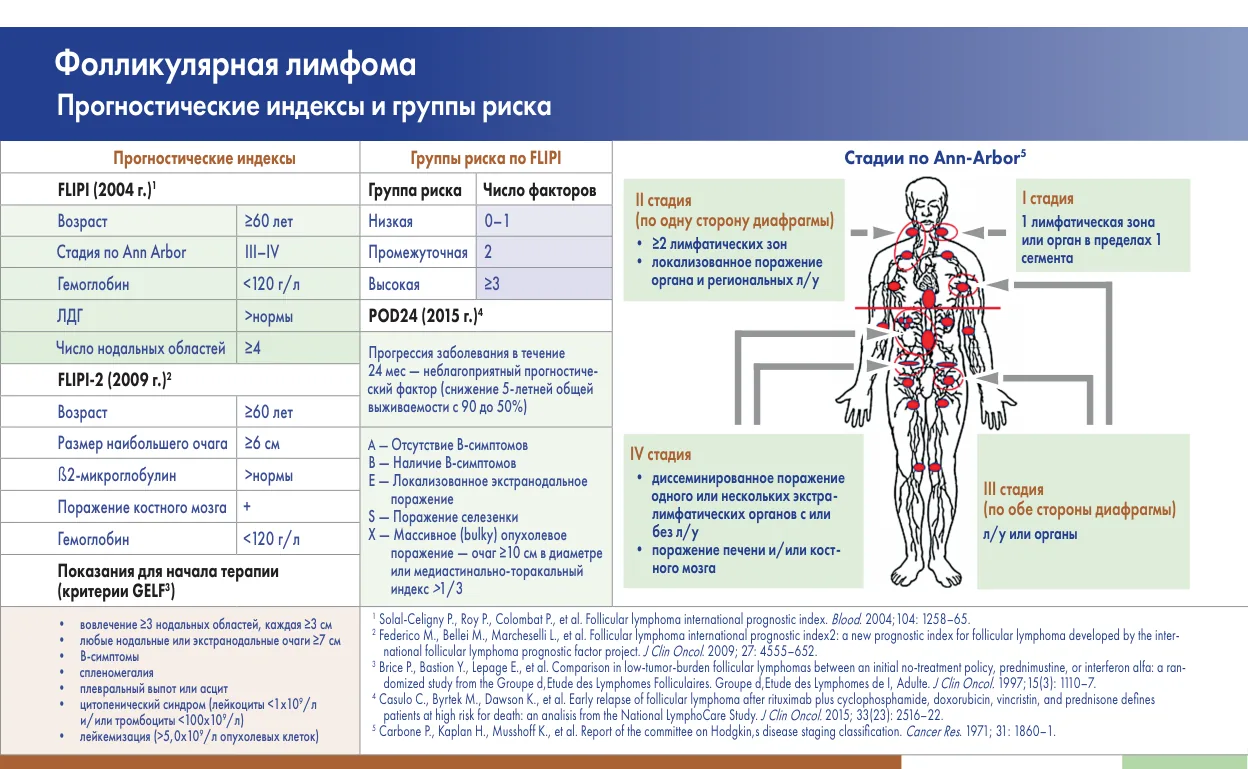 Фолликулярная лимфома
Прогностические индексы и группы риска
Прогностические индексы
FLIPI (2004 г.)¹
Возраст ≥60 лет
Стадия по Ann Arbor III–IV
Гемоглобин <120 г/л
ЛДГ >нормы
Число нодальных областей ≥4
FLIPI-2 (2009 г.)²
Возраст ≥60 лет
Размер наибольшего очага ≥6 см
ß2-микроглобулин >нормы
Поражение костного мозга +
Гемоглобин <120 г/л
Показания для начала терапии
(критерии GELF³)
• вовлечение ≥3 нодальных областей, каждая ≥3 см
• любые нодальные или экстранодальные очаги ≥7 см
• В-симптомы
• спленомегалия
• плевральный выпот или асцит
• цитопенический синдром (лейкоциты <1х10⁹/л
и/или тромбоциты <100х10⁹/л)
• лейкемизация (>5,0х10⁹/л опухолевых клеток)
Группы риска по FLIPI
Группа риска Число факторов
Низкая 0–1
Промежуточная 2
Высокая ≥3
POD24 (2015 г.)⁴
Прогрессия заболевания в течение
24 мес — неблагоприятный прогностиче-
ский фактор (снижение 5-летней общей
выживаемости с 90 до 50%)
A — Отсутствие В-симптомов
B — Наличие В-симптомов
E — Локализованное экстранодальное
поражение
S — Поражение селезенки
X — Массивное (bulky) опухолевое
поражение — очаг ≥10 см в диаметре
или медиастинально-торакальный
индекс >1/3
Стадии по Ann-Arbor⁵
II стадия
(по одну сторону диафрагмы)
• ≥2 лимфатических зон
• локализованное поражение
органа и региональных л/у
I стадия
1 лимфатическая зона
или орган в пределах 1
сегмента
IV стадия
• диссеминированное поражение
одного или нескольких экстра-
лимфатических органов с или
без л/у
• поражение печени и/или кост-
ного мозга
III стадия
(по обе стороны диафрагмы)
л/у или органы
¹ Solal-Celigny P., Roy P., Colombat P., et al. Follicular lymphoma international prognostic index. Blood. 2004; 104: 1258–65.
² Federico M., Bellei M., Marcheselli L., et al. Follicular lymphoma international prognostic index2: a new prognostic index for follicular lymphoma developed by the inter-
national follicular lymphoma prognostic factor project. J Clin Oncol. 2009; 27: 4555–652.
³ Brice P., Bastion Y., Lepage E., et al. Comparison in low-tumor-burden follicular lymphomas between an initial no-treatment policy, prednimustine, or interferon alfa: a ran-
domized study from the Groupe d,Etude des Lymphomes Folliculaires. Groupe d,Etude des Lymphomes de I, Adulte. J Clin Oncol. 1997; 15(3): 1110–7.
⁴ Casulo C., Byrtek M., Dawson K., et al. Early relapse of follicular lymphoma after rituximab plus cyclophosphamide, doxorubicin, vincristin, and prednisone defines
patients at high risk for death: an analisis from the National LymphoCare Study. J Clin Oncol. 2015; 33(23): 2516–22.
⁵ Carbone P., Kaplan H., Musshoff K., et al. Report of the committee on Hodgkin,s disease staging classification. Cancer Res. 1971; 31: 1860–1.